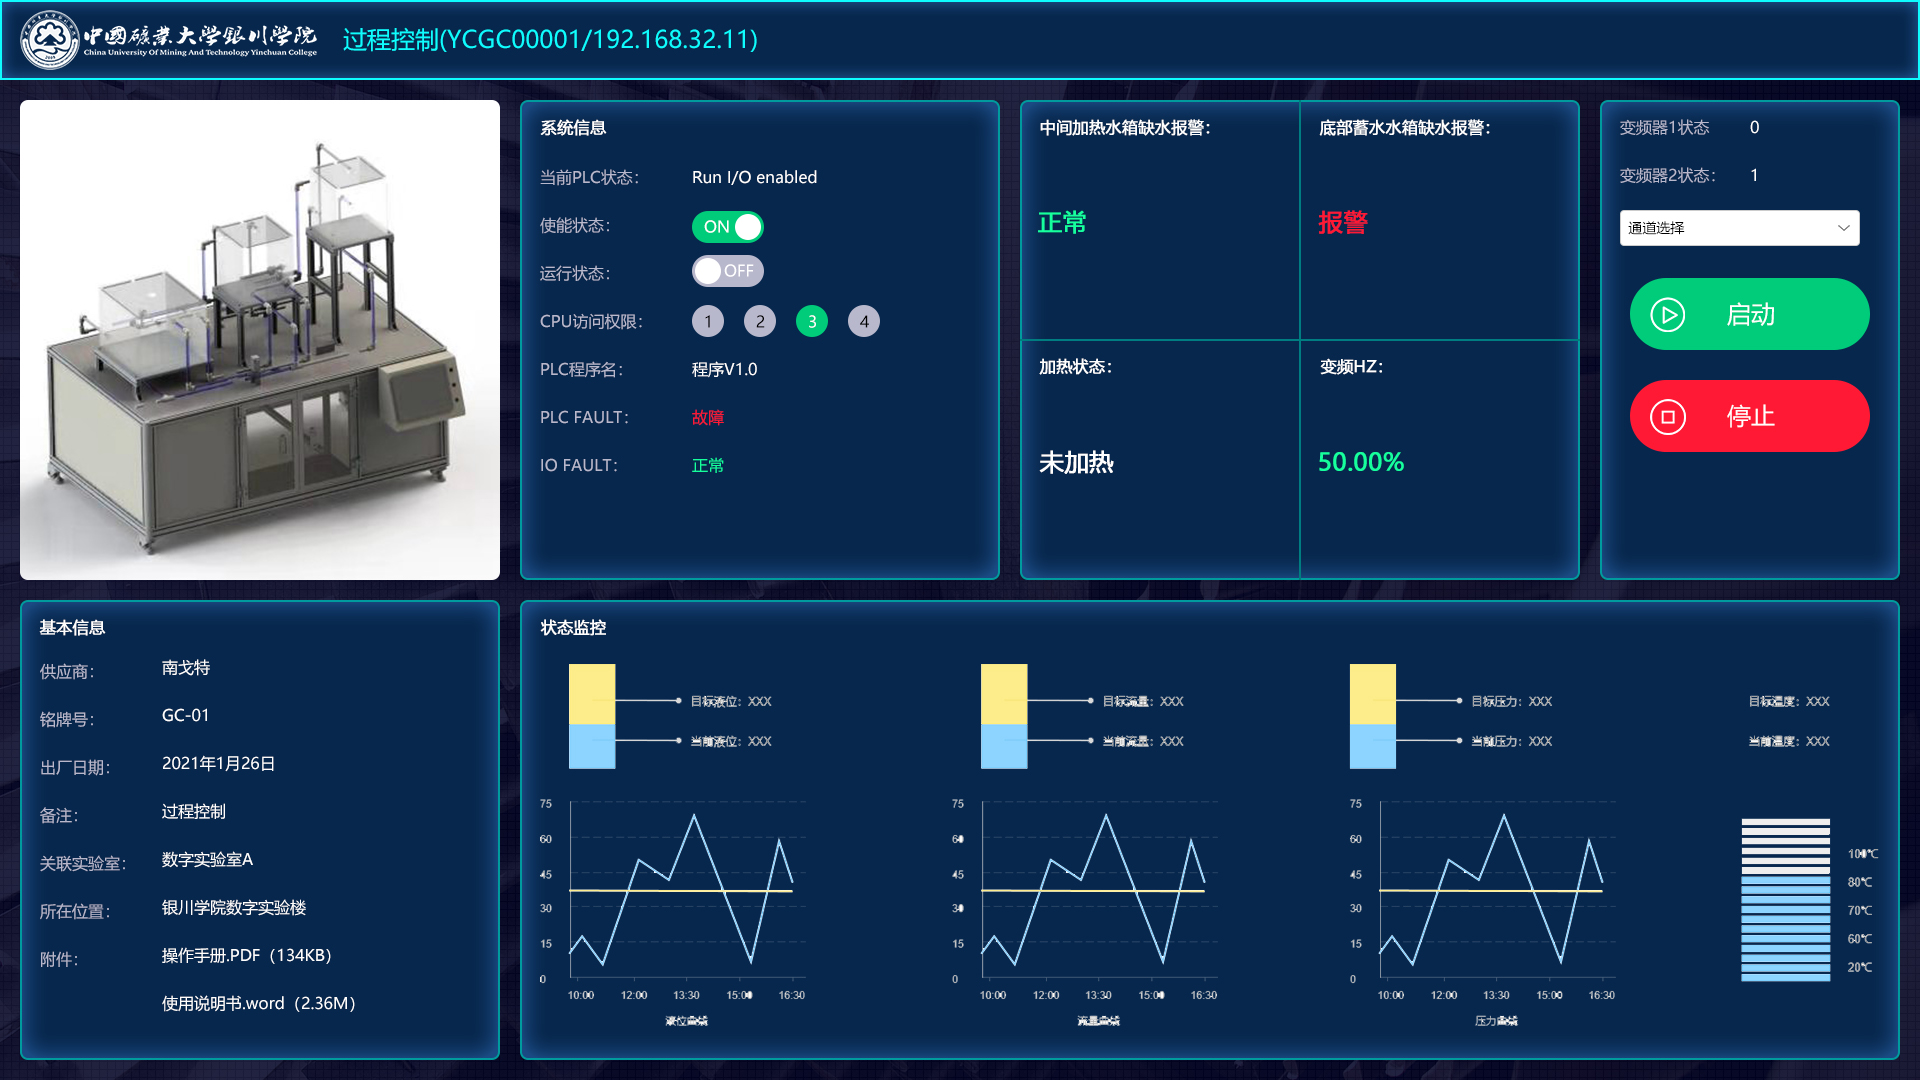 中國礦業大學银川学院
China University Of Mining And Technology Yinchuan College
过程控制(YCGC00001/192.168.32.11)
系统信息
当前PLC状态： Run I/O enabled
使能状态： ON
运行状态： OFF
CPU访问权限： 1 2 3 4
PLC程序名： 程序V1.0
PLC FAULT： 故障
IO FAULT： 正常
中间加热水箱缺水报警：
正常
底部蓄水水箱缺水报警：
报警
加热状态：
未加热
变频HZ：
50.00%
变频器1状态 0
变频器2状态： 1
通道选择
启动
停止
基本信息
供应商： 南戈特
铭牌号： GC-01
出厂日期： 2021年1月26日
备注： 过程控制
关联实验室： 数字实验室A
所在位置： 银川学院数字实验楼
附件： 操作手册.PDF（134KB）
使用说明书.word（2.36M）
状态监控
目标液位：XXX
当前液位：XXX
75
60
45
30
15
0
10:00 12:00 13:30 15:00 16:30
液位曲线
目标流量：XXX
当前流量：XXX
75
60
45
30
15
0
10:00 12:00 13:30 15:00 16:30
流量曲线
目标压力：XXX
当前压力：XXX
75
60
45
30
15
0
10:00 12:00 13:30 15:00 16:30
压力曲线
目标温度：XXX
当前温度：XXX
100℃
80℃
70℃
60℃
20℃